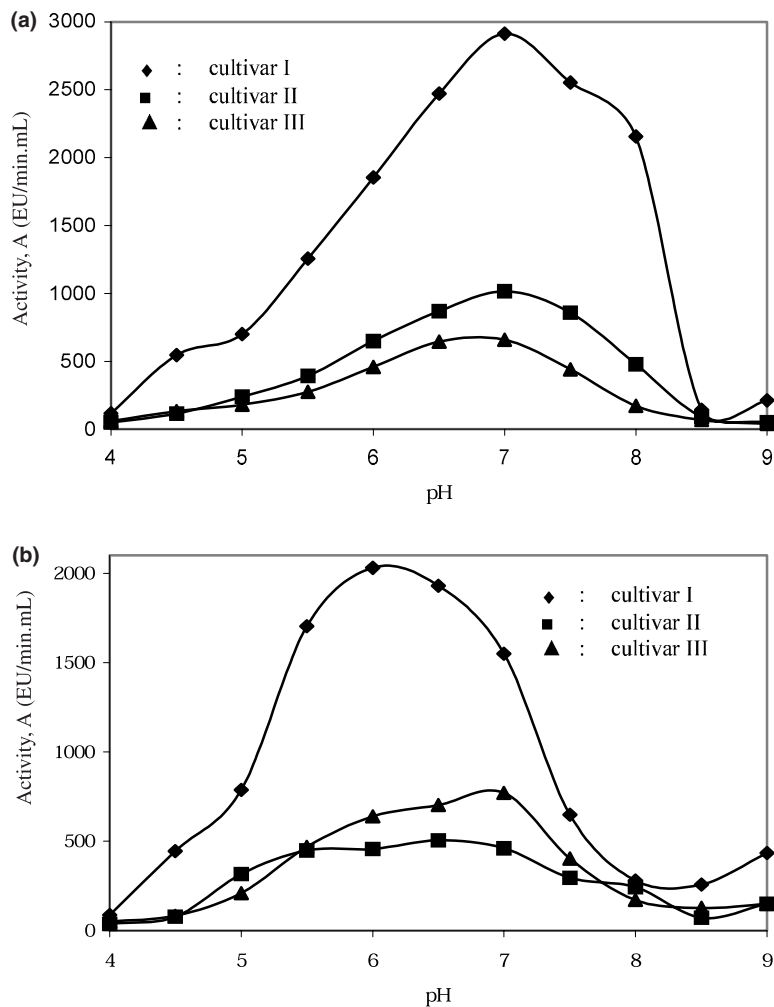 (a)
3000
2500
2000
1500
1000
500
0
Activity, A (EU/min.mL)
: cultivar I
: cultivar II
: cultivar III
4 5 6 7 8 9
pH
(b)
2000
1500
1000
500
0
Activity, A (EU/min.mL)
: cultivar I
: cultivar II
: cultivar III
4 5 6 7 8 9
pH